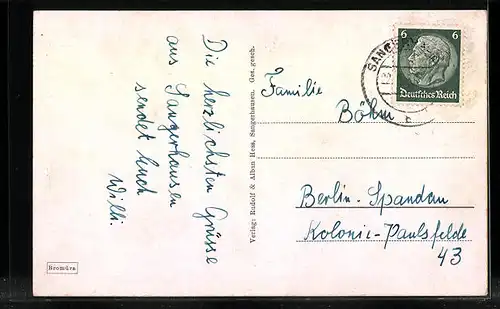 Die herzlichsten Grüsse
aus Sangerhausen
sendet Euch
Willi.
Verlag: Rudolf & Alban Hess, Sangerhausen. Ges. gesch.
6 6
Deutsches Reich
Familie
Böhm
Berlin-Spandau
Kolonie-Paulsfelde
43
Bromüra